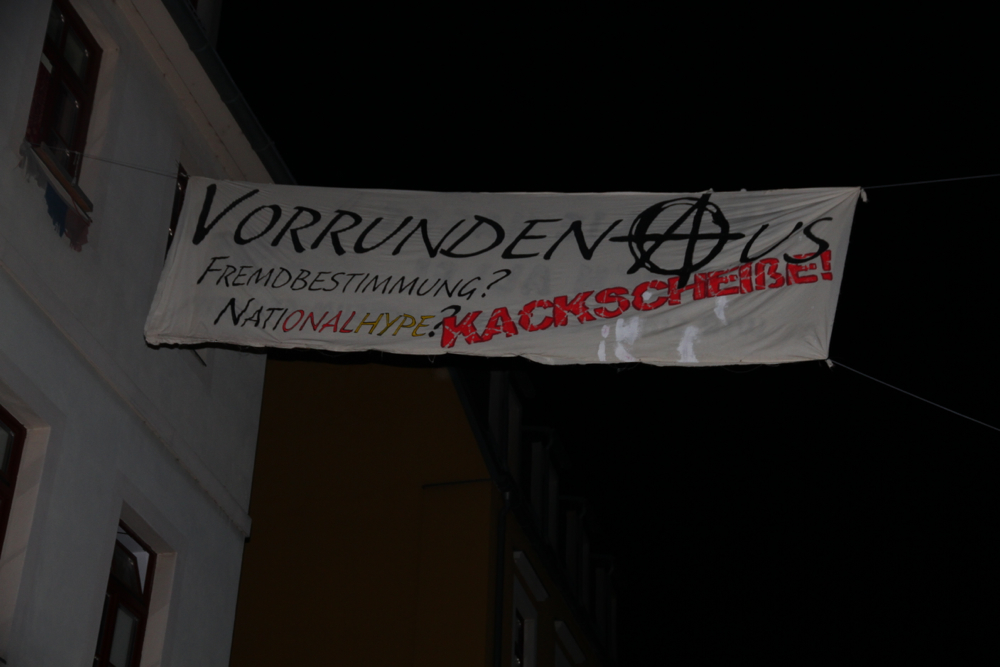 VORRUNDENAUS
FREMDBESTIMMUNG?
NATIONALHYPE? KACKSCHEIßE!